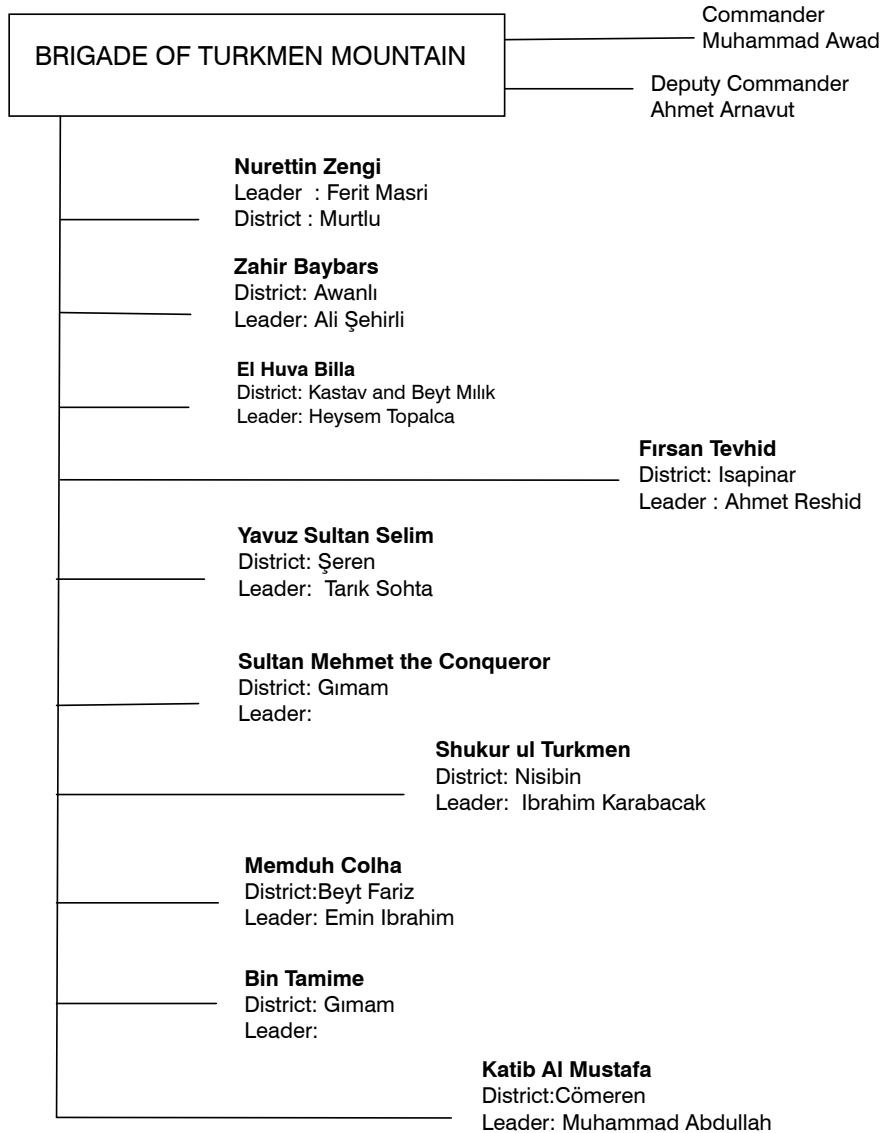 Commander
Muhammad Awad
BRIGADE OF TURKMEN MOUNTAIN
Deputy Commander
Ahmet Arnavut
Nurettin Zengi
Leader : Ferit Masri
District : Murtlu
Zahir Baybars
District: Awanlı
Leader: Ali Şehirli
El Huva Billa
District: Kastav and Beyt Mılık
Leader: Heysem Topalca
Fırsan Tevhid
District: Isapinar
Leader : Ahmet Reshid
Yavuz Sultan Selim
District: Şeren
Leader: Tarık Sohta
Sultan Mehmet the Conqueror
District: Gımam
Leader:
Shukur ul Turkmen
District: Nisibin
Leader: Ibrahim Karabacak
Memduh Colha
District:Beyt Fariz
Leader: Emin Ibrahim
Bin Tamime
District: Gımam
Leader:
Katib Al Mustafa
District:Cömeren
Leader: Muhammad Abdullah